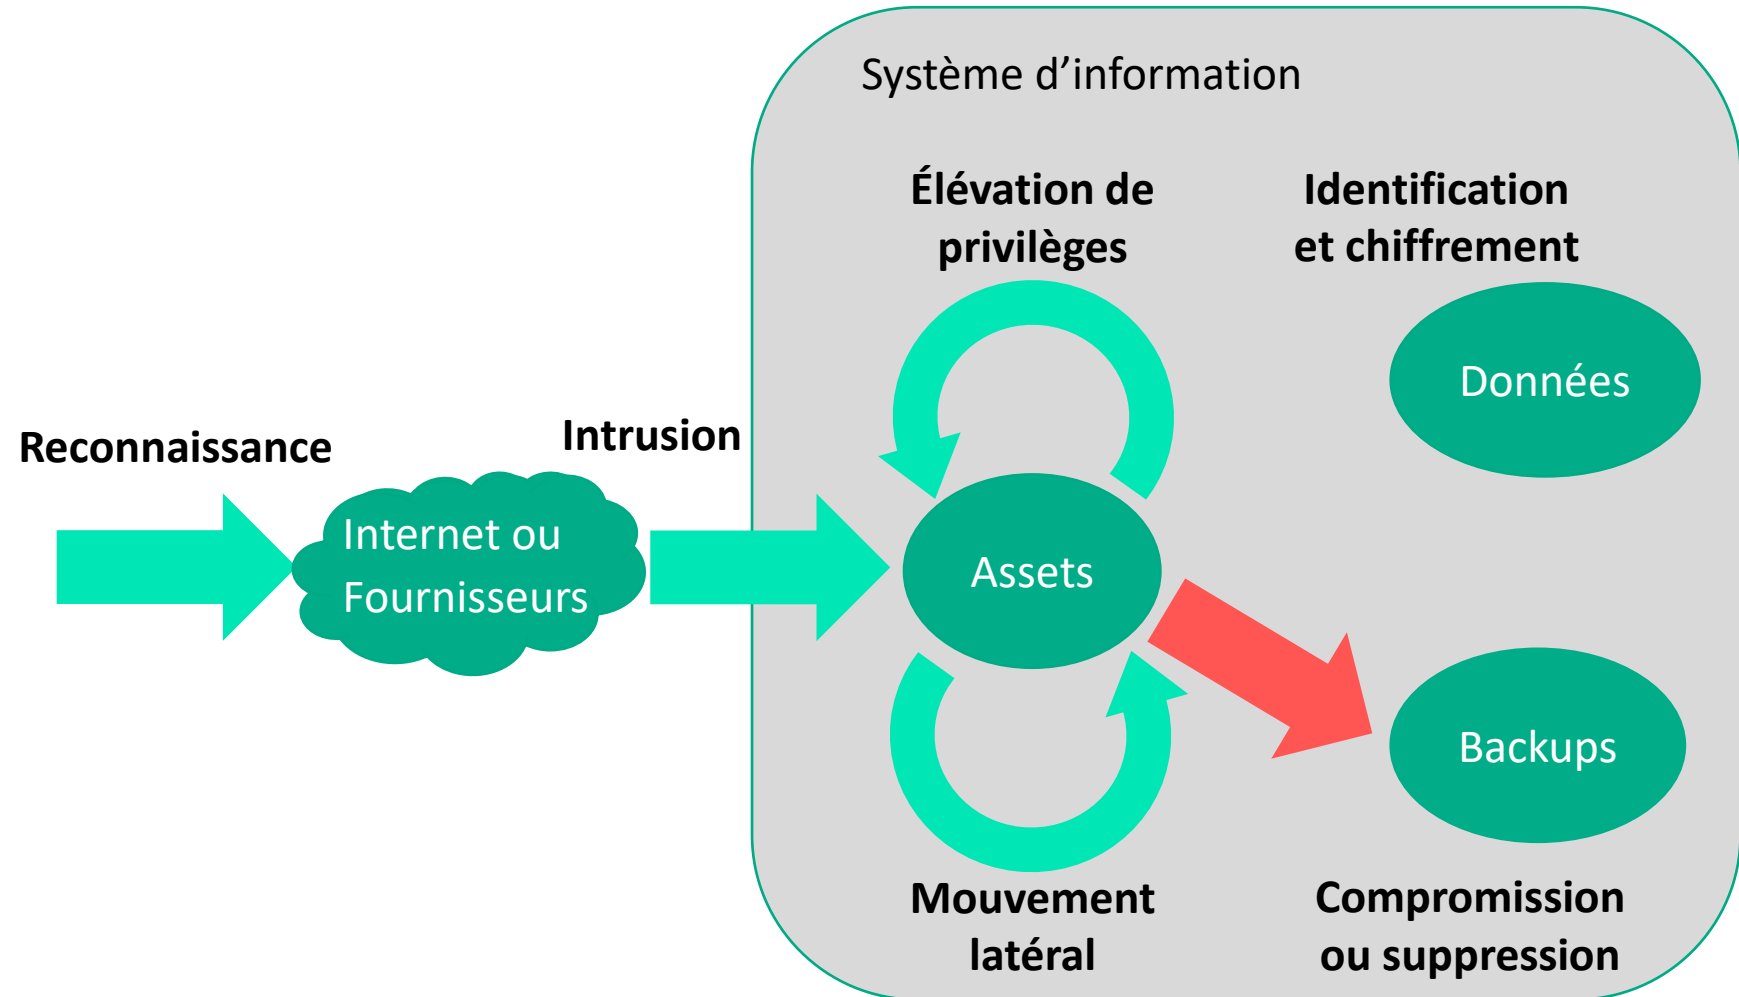 Système d’information
Élévation de
privilèges
Identification
et chiffrement
Données
Reconnaissance
Intrusion
Internet ou
Fournisseurs
Assets
Backups
Mouvement
latéral
Compromission
ou suppression